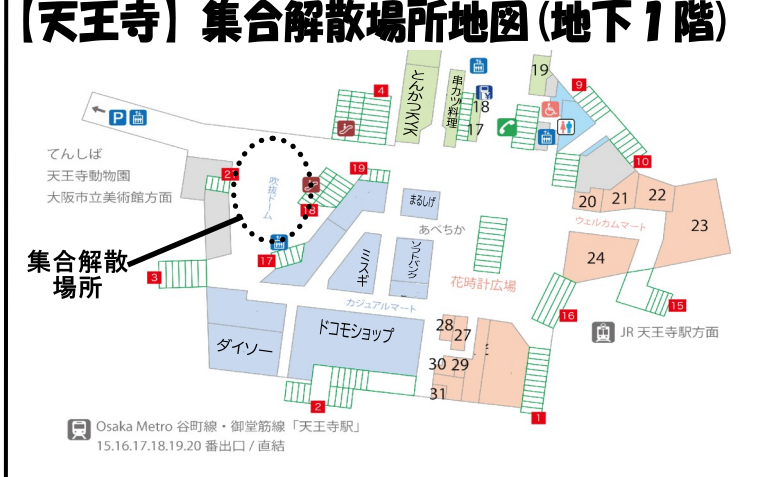 【天王寺】集合解散場所地図(地下１階)
4
とんかつKYK
串カツ料理
18
17
19
9
P
てんしば
天王寺動物園
大阪市立美術館方面
21
吹抜ドーム
18
19
まるしげ
あべちか
10
20
21
22
23
ウェルカムマート
24
集合解散
場所
17
3
ミスギ
ソフトバンク
花時計広場
カジュアルマート
16
15
JR 天王寺駅方面
ダイソー
ドコモショップ
28
27
30
29
31
2
1
Osaka Metro 谷町線・御堂筋線「天王寺駅」
15.16.17.18.19.20 番出口 / 直結